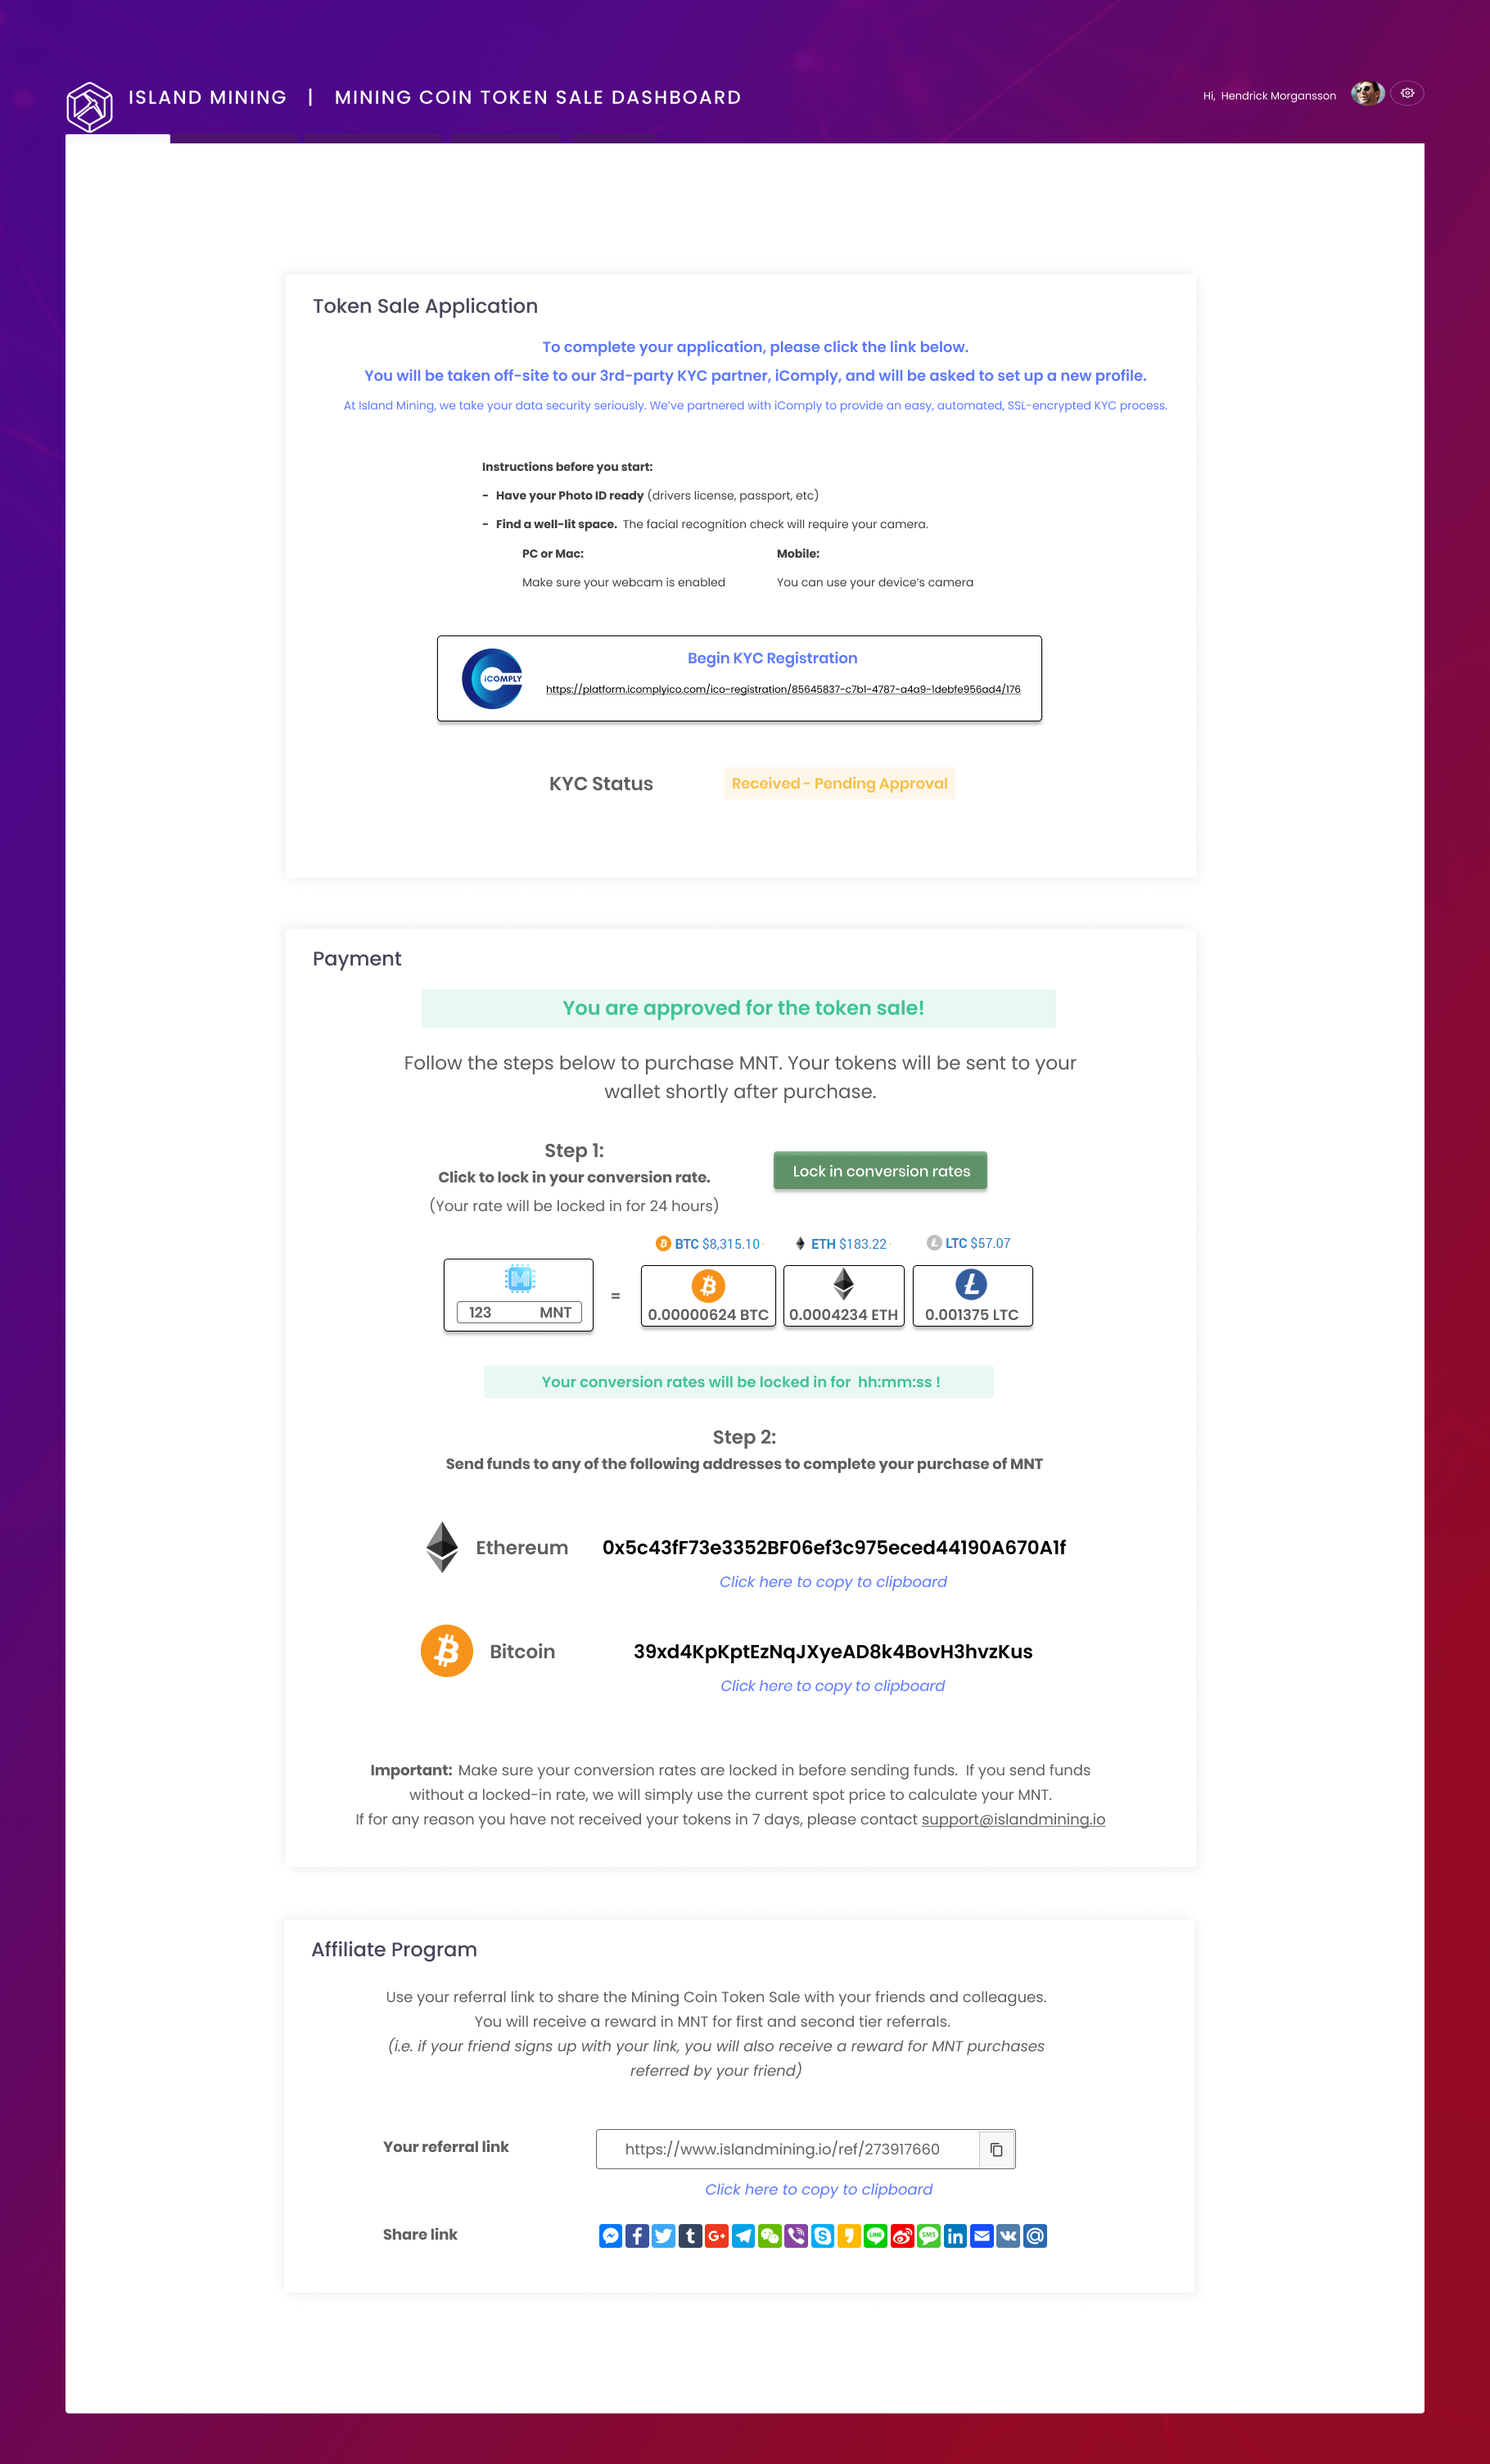 ISLAND MINING | MINING COIN TOKEN SALE DASHBOARD
Hi, Hendrick Morgansson
Token Sale Application
To complete your application, please click the link below.
You will be taken off-site to our 3rd-party KYC partner, iComply, and will be asked to set up a new profile.
At Island Mining, we take your data security seriously. We've partnered with iComply to provide an easy, automated, SSL-encrypted KYC process.
Instructions before you start:
- Have your Photo ID ready (drivers license, passport, etc)
- Find a well-lit space. The facial recognition check will require your camera.
PC or Mac: Mobile:
Make sure your webcam is enabled You can use your device's camera
iCOMPLY
Begin KYC Registration
https://platform.icomplyico.com/ico-registration/85645837-c7b1-4787-a4a9-1debfe956ad4/176
KYC Status Received - Pending Approval
Payment
You are approved for the token sale!
Follow the steps below to purchase MNT. Your tokens will be sent to your
wallet shortly after purchase.
Step 1:
Click to lock in your conversion rate.
(Your rate will be locked in for 24 hours)
Lock in conversion rates
BTC $8,315.10 · ETH $183.22 · LTC $57.07
123 MNT = 0.00000624 BTC 0.0004234 ETH 0.001375 LTC
Your conversion rates will be locked in for hh:mm:ss !
Step 2:
Send funds to any of the following addresses to complete your purchase of MNT
Ethereum 0x5c43fF73e3352BF06ef3c975eced44190A670A1f
Click here to copy to clipboard
Bitcoin 39xd4KpKptEzNqJXyeAD8k4BovH3hvzKus
Click here to copy to clipboard
Important: Make sure your conversion rates are locked in before sending funds. If you send funds
without a locked-in rate, we will simply use the current spot price to calculate your MNT.
If for any reason you have not received your tokens in 7 days, please contact support@islandmining.io
Affiliate Program
Use your referral link to share the Mining Coin Token Sale with your friends and colleagues.
You will receive a reward in MNT for first and second tier referrals.
(i.e. if your friend signs up with your link, you will also receive a reward for MNT purchases
referred by your friend)
Your referral link https://www.islandmining.io/ref/273917660
Click here to copy to clipboard
Share link